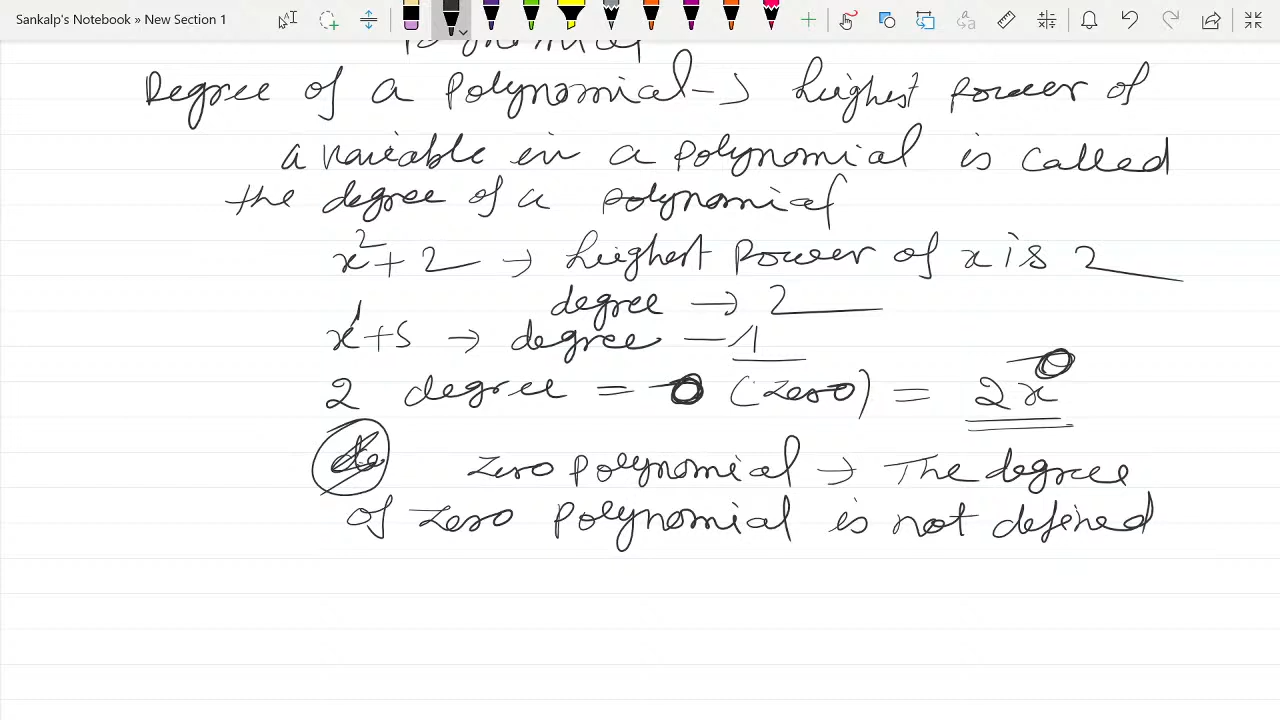 Sankalp's Notebook » New Section 1
Polynomial
Degree of a Polynomial → highest power of
a variable in a polynomial is called
the degree of a polynomial
x² + 2 → highest power of x is 2
degree → 2
x¹ + 5 → degree – 1
2 degree = 0 (zero) = 2x⁰
zero polynomial → The degree
of zero polynomial is not defined